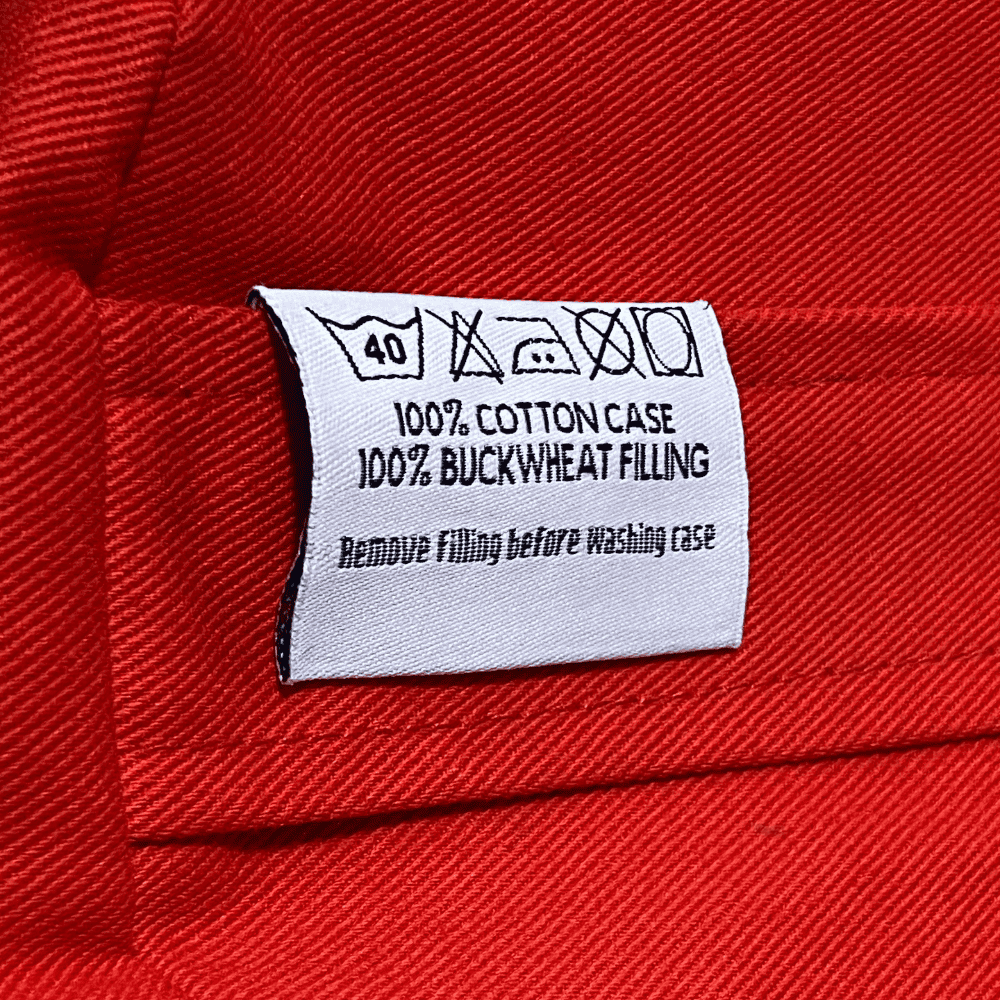 40
100% COTTON CASE
100% BUCKWHEAT FILLING
Remove Filling before washing case